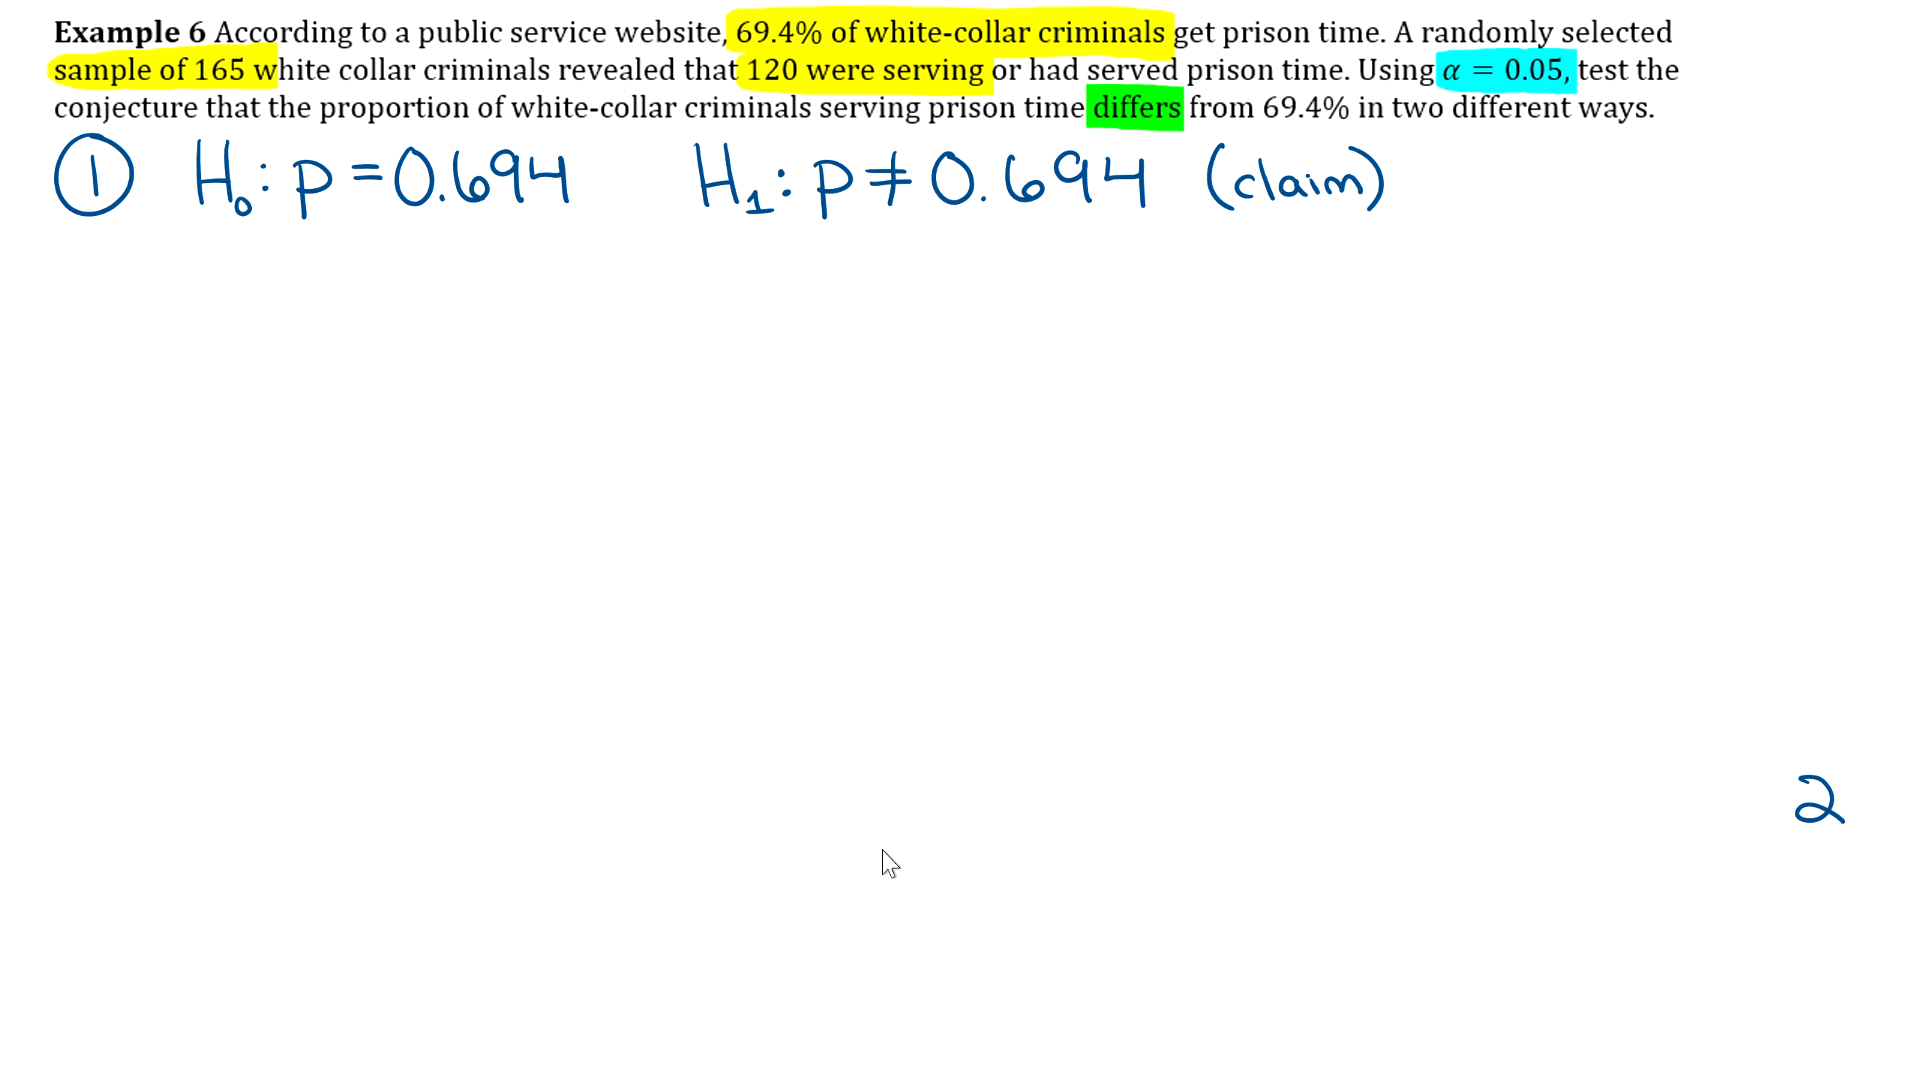 Example 6 According to a public service website, 69.4% of white-collar criminals get prison time. A randomly selected
sample of 165 white collar criminals revealed that 120 were serving or had served prison time. Using α = 0.05, test the
conjecture that the proportion of white-collar criminals serving prison time differs from 69.4% in two different ways.
① H₀: p = 0.694 H₁: p ≠ 0.694 (claim)
2